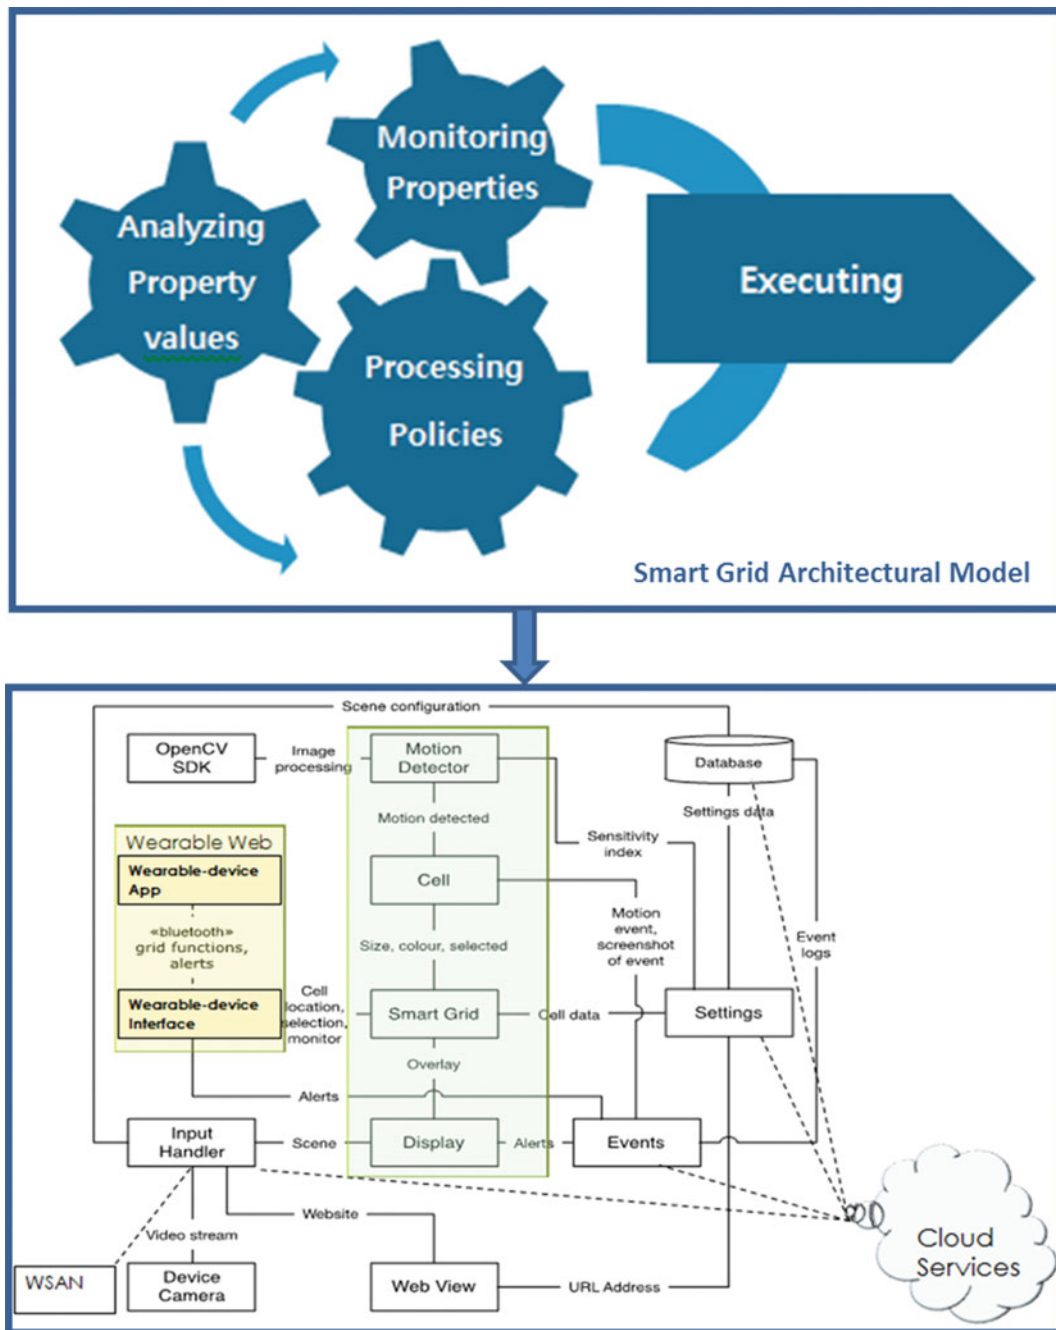 Monitoring
Properties
Analyzing
Property
values
Executing
Processing
Policies
Smart Grid Architectural Model
Scene configuration
OpenCV
SDK
Image
processing
Motion
Detector
Database
Motion detected
Settings data
Sensitivity
index
Wearable Web
Wearable-device
App
Cell
«bluetooth»
grid functions,
alerts
Size, colour, selected
Motion
event,
screenshot
of event
Event
logs
Wearable-device
Interface
Cell
location,
selection,
monitor
Smart Grid
Cell data
Settings
Overlay
Alerts
Input
Handler
Scene
Display
Alerts
Events
Website
Video stream
Cloud
Services
WSAN
Device
Camera
Web View
URL Address